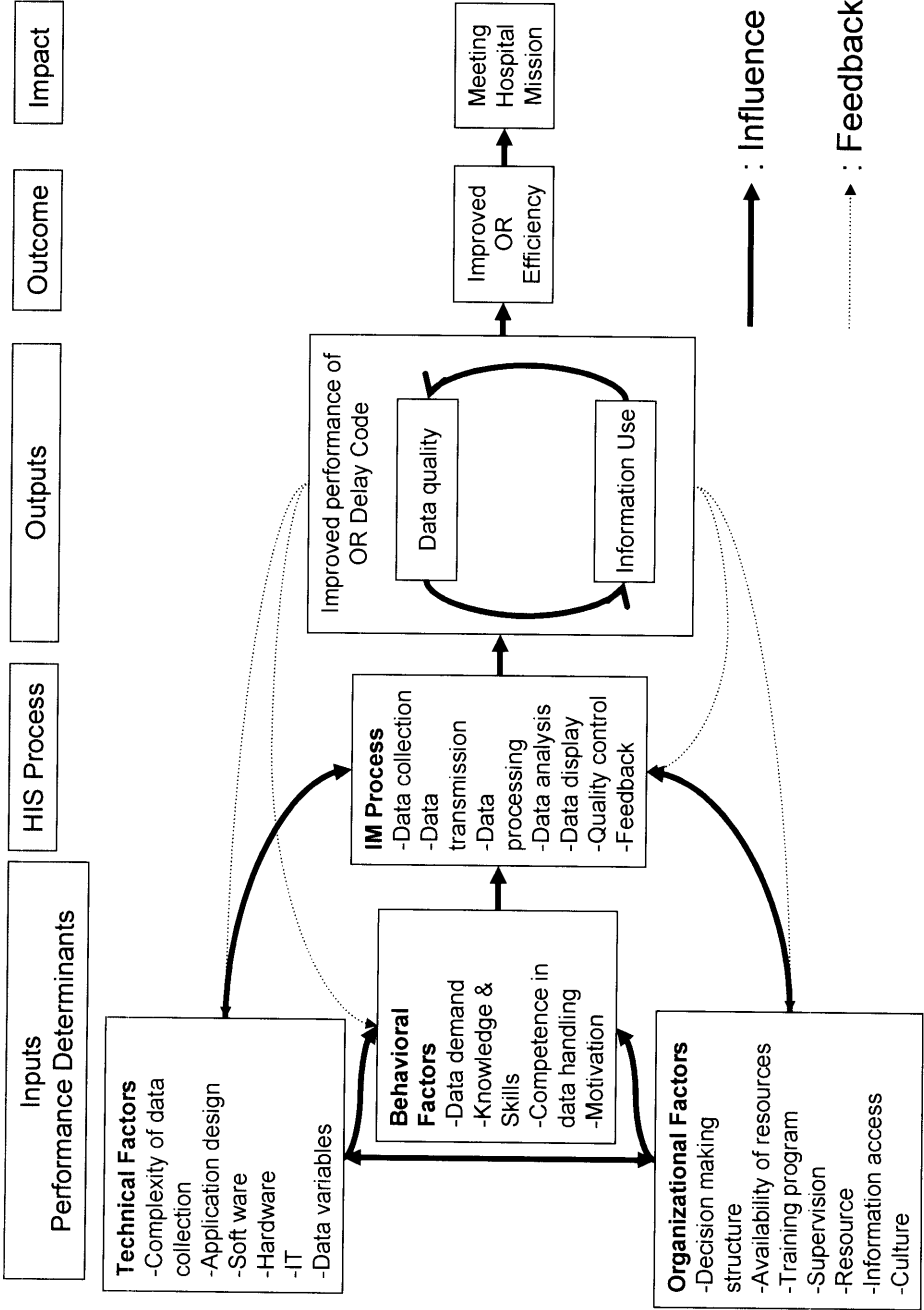 Inputs
Performance Determinants
HIS Process
Outputs
Outcome
Impact
Technical Factors
-Complexity of data
collection
-Application design
-Soft ware
-Hardware
-IT
-Data variables
Behavioral
Factors
-Data demand
-Knowledge &
Skills
-Competence in
data handling
-Motivation
Organizational Factors
-Decision making
structure
-Availability of resources
-Training program
-Supervision
-Resource
-Information access
-Culture
IM Process
-Data collection
-Data
transmission
-Data
processing
-Data analysis
-Data display
-Quality control
-Feedback
Improved performance of
OR Delay Code
Data quality
Information Use
Improved
OR
Efficiency
Meeting
Hospital
Mission
: Influence
: Feedback